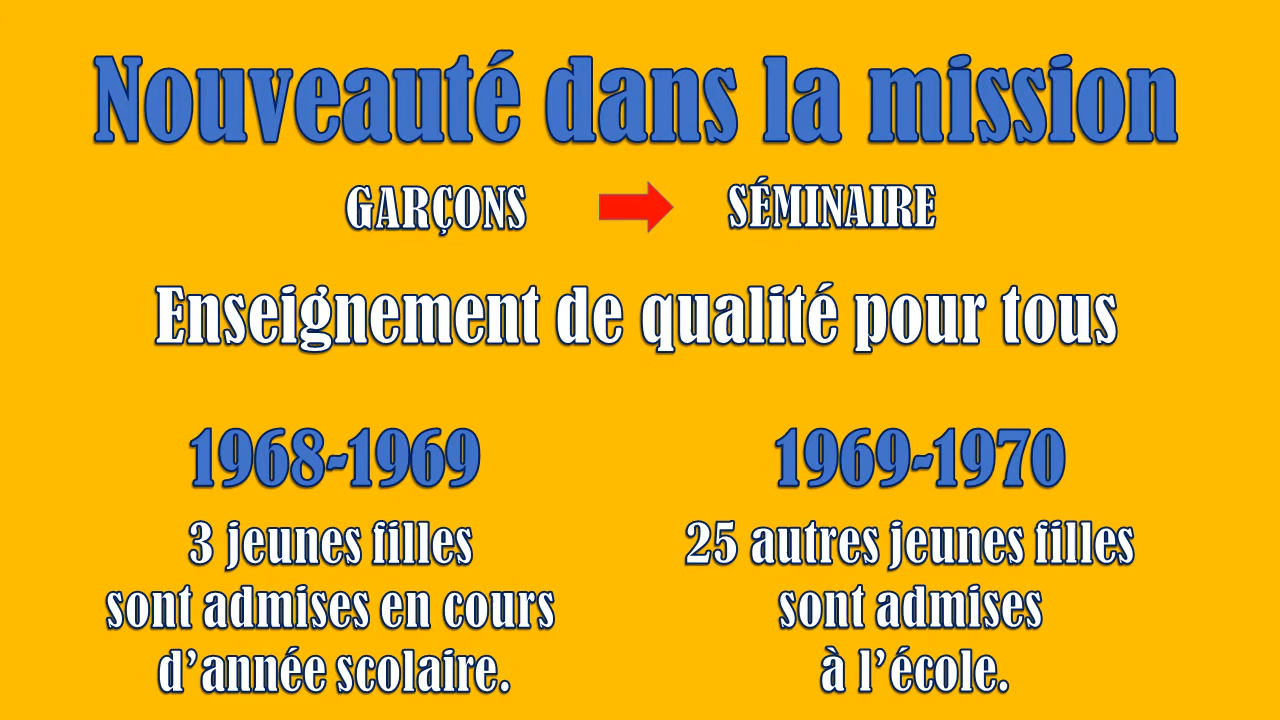 Nouveauté dans la mission
GARÇONS SÉMINAIRE
Enseignement de qualité pour tous
1968-1969
3 jeunes filles
sont admises en cours
d’année scolaire.
1969-1970
25 autres jeunes filles
sont admises
à l’école.